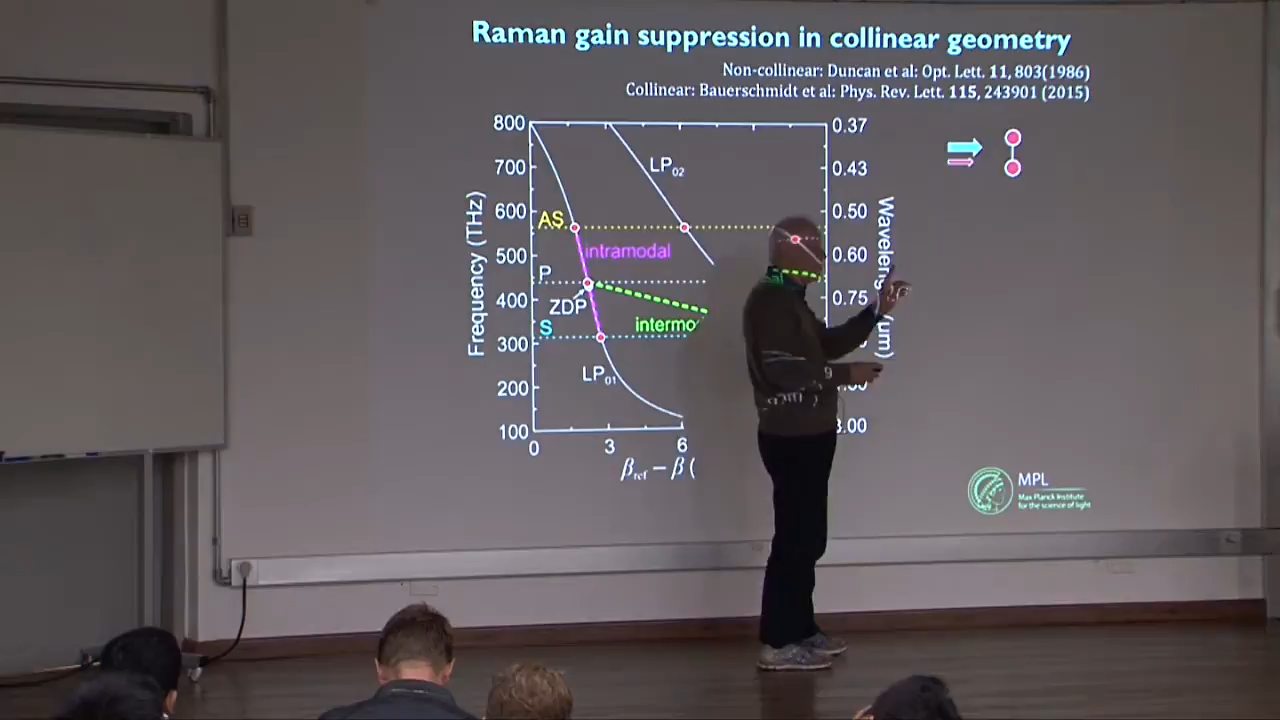 Raman gain suppression in collinear geometry
Non-collinear: Duncan et al: Opt. Lett. 11, 803(1986)
Collinear: Bauerschmidt et al: Phys. Rev. Lett. 115, 243901 (2015)
800
700
600
500
400
300
200
100
Frequency (THz)
0
3
6
βref – β (
LP02
AS
intramodal
P
ZDP
S
intermo
LP01
0.37
0.43
0.50
0.60
0.75
3.00
Waveleng
(um)
MPL
Max Planck Institute
for the science of light